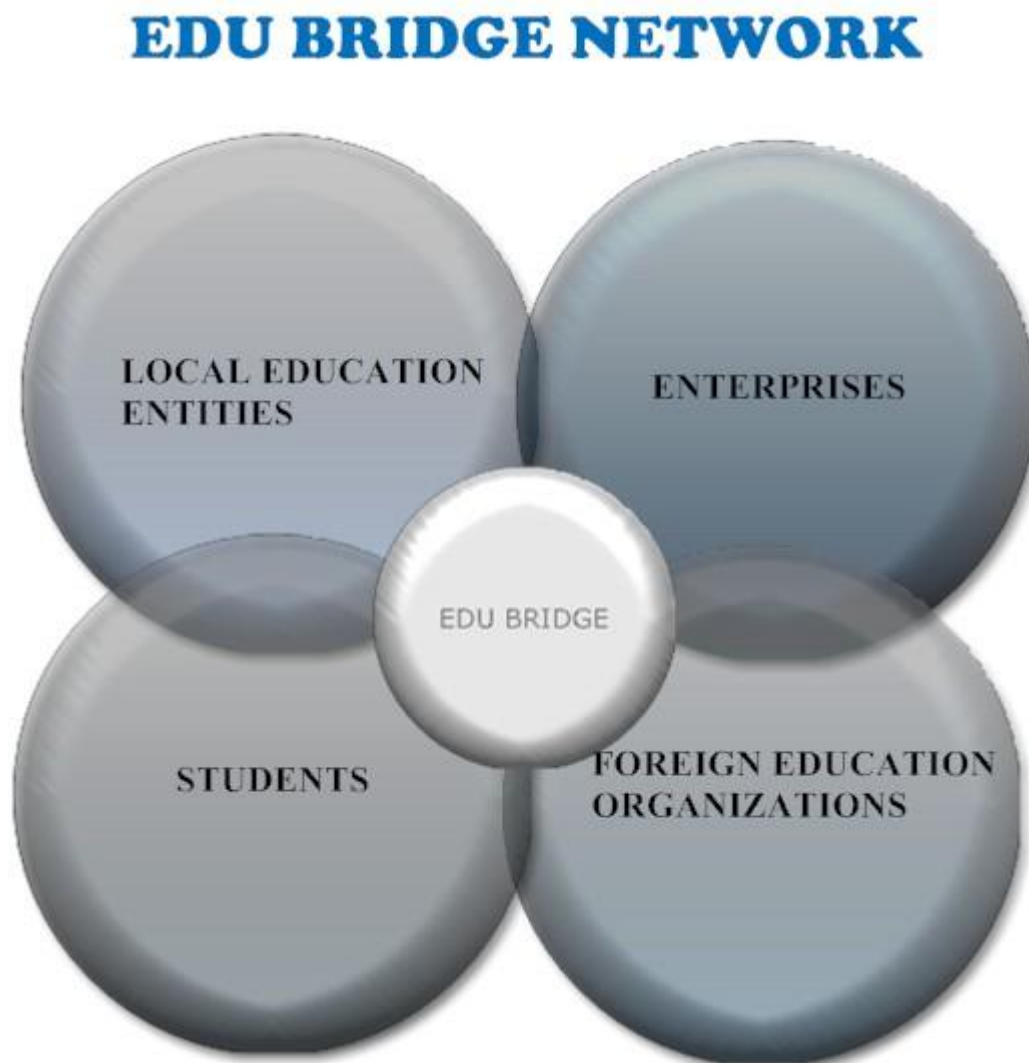 EDU BRIDGE NETWORK
LOCAL EDUCATION
ENTITIES
ENTERPRISES
EDU BRIDGE
STUDENTS
FOREIGN EDUCATION
ORGANIZATIONS